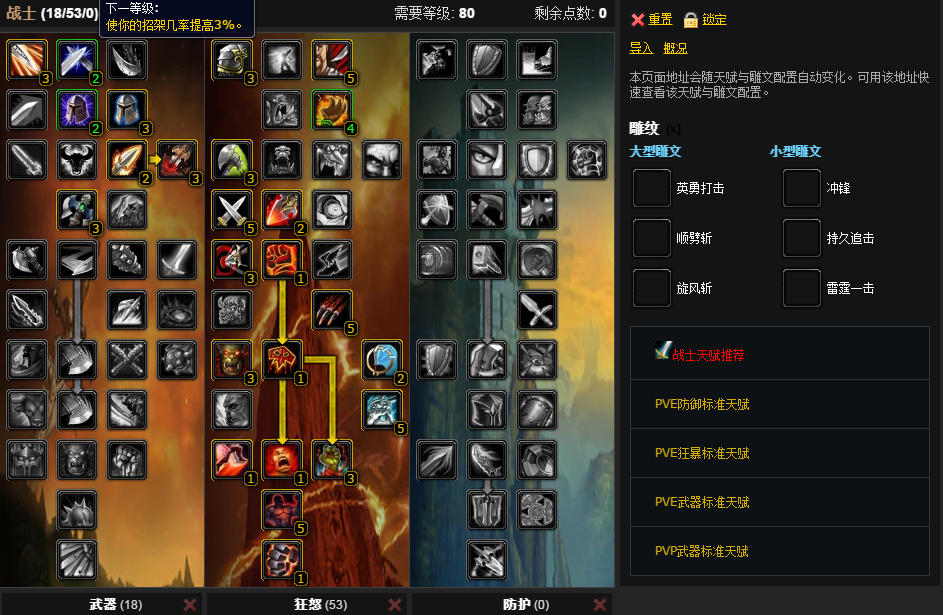 战士 (18/53/0)
下一等级：
使你的招架几率提高3%。
需要等级: 80
剩余点数: 0
3
2
3
5
2
3
4
2
3
3
3
5
2
3
1
5
3
1
2
5
1
1
3
5
1
武器 (18)
狂怒 (53)
防护 (0)
重置 锁定
导入 概况
本页面地址会随天赋与雕文配置自动变化。可用该地址快
速查看该天赋与雕文配置。
雕纹 [x]
大型雕文 小型雕文
英勇打击 冲锋
顺劈斩 持久追击
旋风斩 雷霆一击
战士天赋推荐
PVE防御标准天赋
PVE狂暴标准天赋
PVE武器标准天赋
PVP武器标准天赋